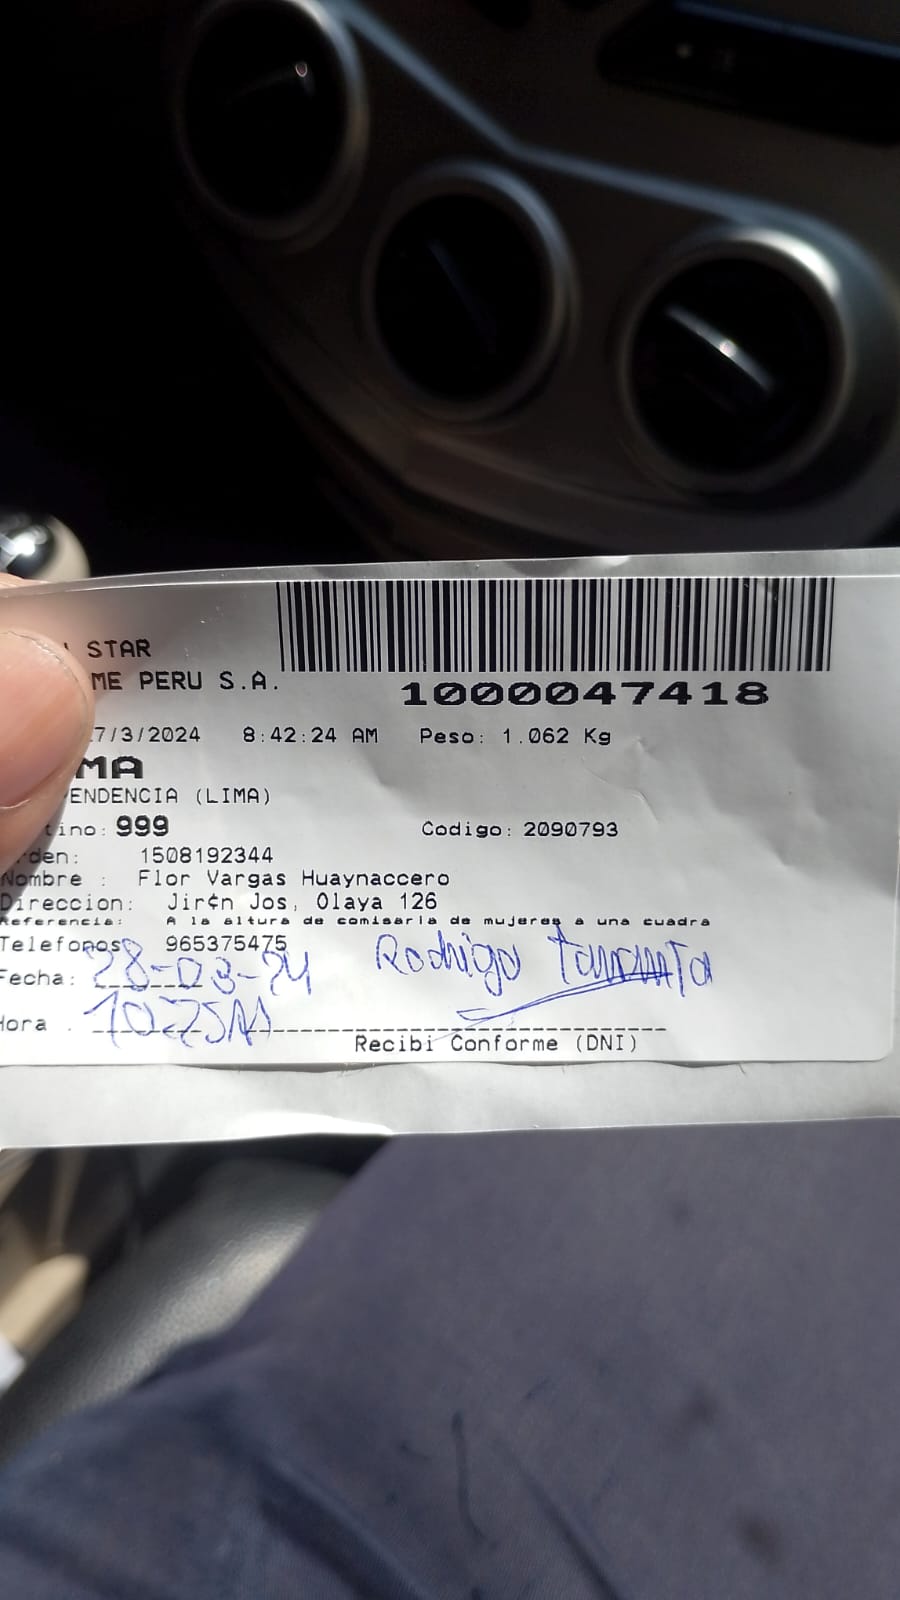 STAR
ME PERU S.A.
1000047418
7/3/2024 8:42:24 AM Peso: 1.062 Kg
MA
ENDENCIA (LIMA)
tino: 999 Codigo: 2090793
den: 1508192344
Nombre : Flor Vargas Huaynaccero
Direccion: Jir¢n Jos, Olaya 126
Referencia: A la altura de comisaria de mujeres a una cuadra
Telefonos 965375475
Fecha: 28-03-24 Rodrigo
Hora :
Recibi Conforme (DNI)